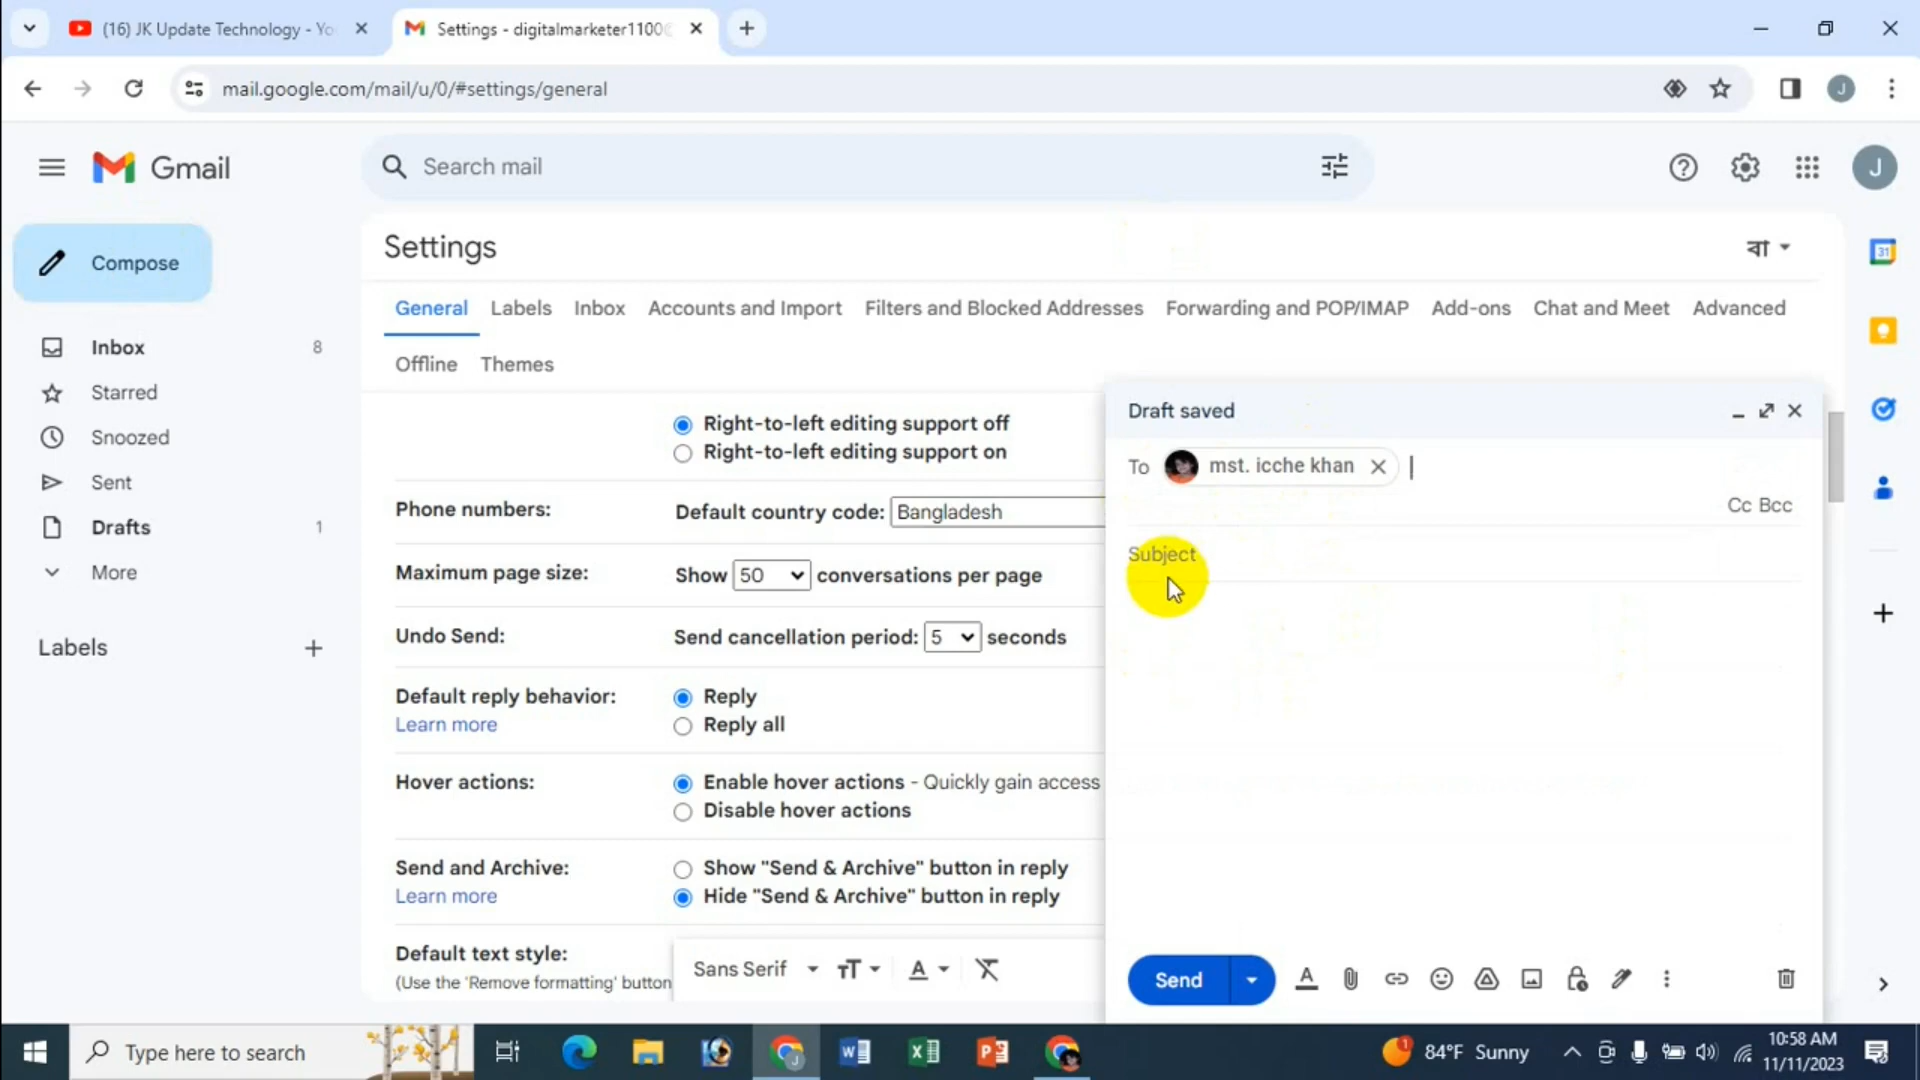 (16) JK Update Technology - Yo
Settings - digitalmarketer1100@
mail.google.com/mail/u/0/#settings/general
J
Gmail
Search mail
J
Compose
Inbox 8
Starred
Snoozed
Sent
Drafts 1
More
Labels
Settings
বা
General Labels Inbox Accounts and Import Filters and Blocked Addresses Forwarding and POP/IMAP Add-ons Chat and Meet Advanced
Offline Themes
Right-to-left editing support off
Right-to-left editing support on
Phone numbers: Default country code: Bangladesh
Maximum page size: Show 50 conversations per page
Undo Send: Send cancellation period: 5 seconds
Default reply behavior: Reply
Learn more Reply all
Hover actions: Enable hover actions - Quickly gain access
Disable hover actions
Send and Archive: Show "Send & Archive" button in reply
Learn more Hide "Send & Archive" button in reply
Default text style:
(Use the 'Remove formatting' button
Sans Serif
Draft saved
To mst. icche khan
Cc Bcc
Subject
Send
31
Type here to search
84°F Sunny
10:58 AM
11/11/2023